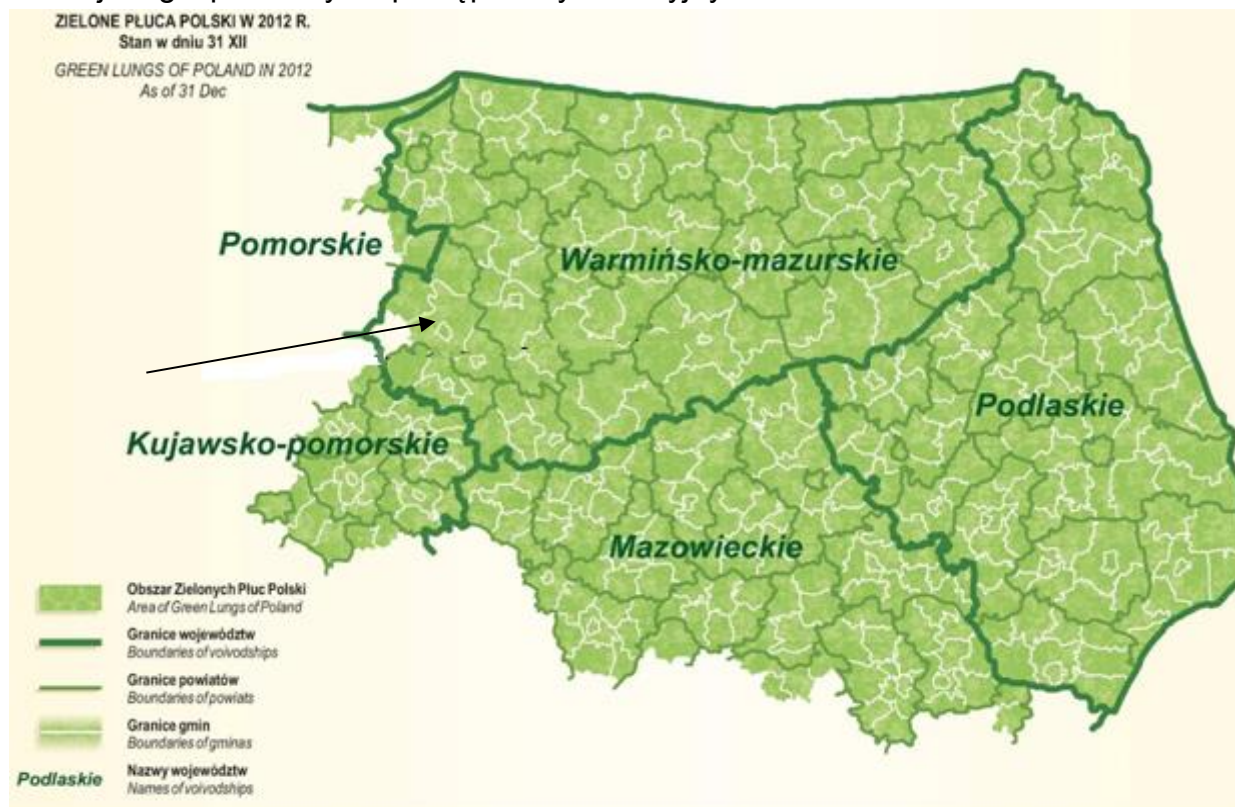 ZIELONE PŁUCA POLSKI W 2012 R.
Stan w dniu 31 XII
GREEN LUNGS OF POLAND IN 2012
As of 31 Dec
Pomorskie
Warmińsko-mazurskie
Podlaskie
Kujawsko-pomorskie
Mazowieckie
Obszar Zielonych Płuc Polski
Area of Green Lungs of Poland
Granice województw
Boundaries of voivodships
Granice powiatów
Boundaries of powiats
Granice gmin
Boundaries of gminas
Podlaskie
Nazwy województw
Names of voivodships